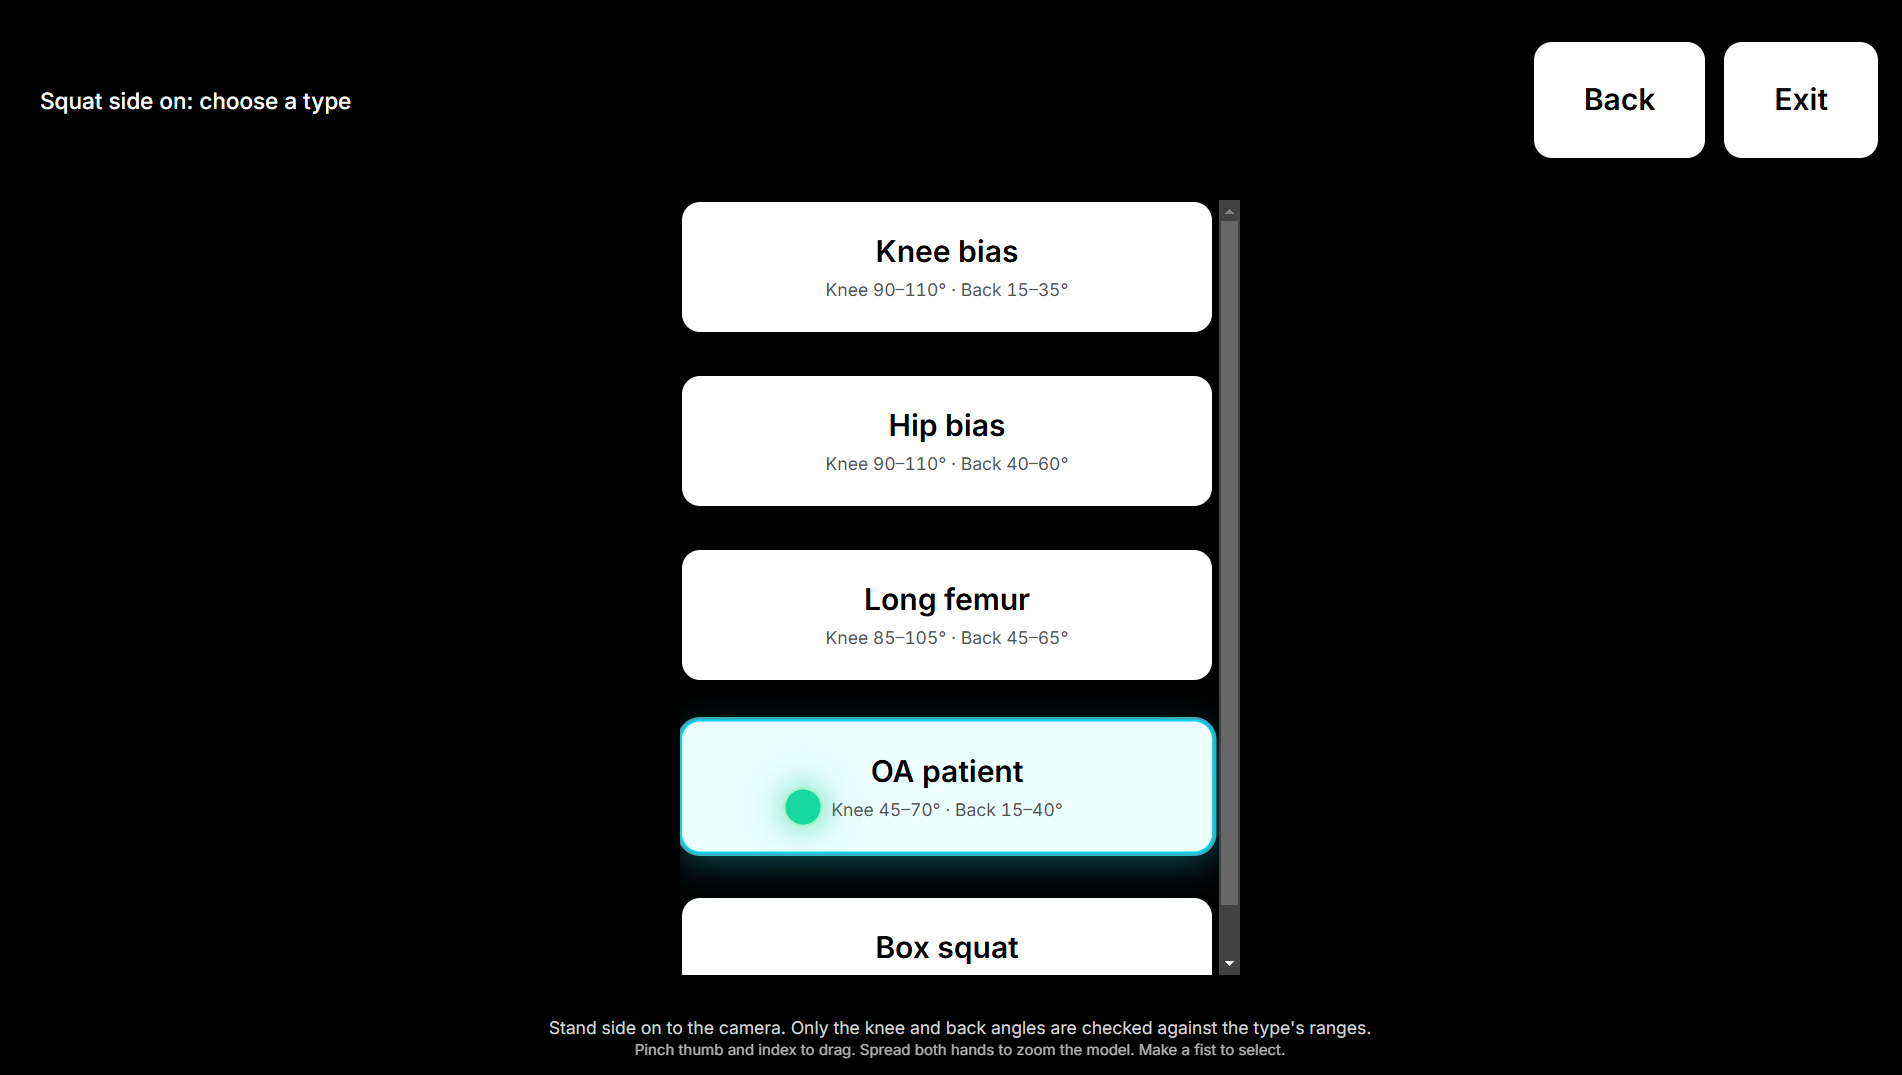 Squat side on: choose a type
Back
Exit
Knee bias
Knee 90–110° · Back 15–35°
Hip bias
Knee 90–110° · Back 40–60°
Long femur
Knee 85–105° · Back 45–65°
OA patient
Knee 45–70° · Back 15–40°
Box squat
Stand side on to the camera. Only the knee and back angles are checked against the type's ranges.
Pinch thumb and index to drag. Spread both hands to zoom the model. Make a fist to select.